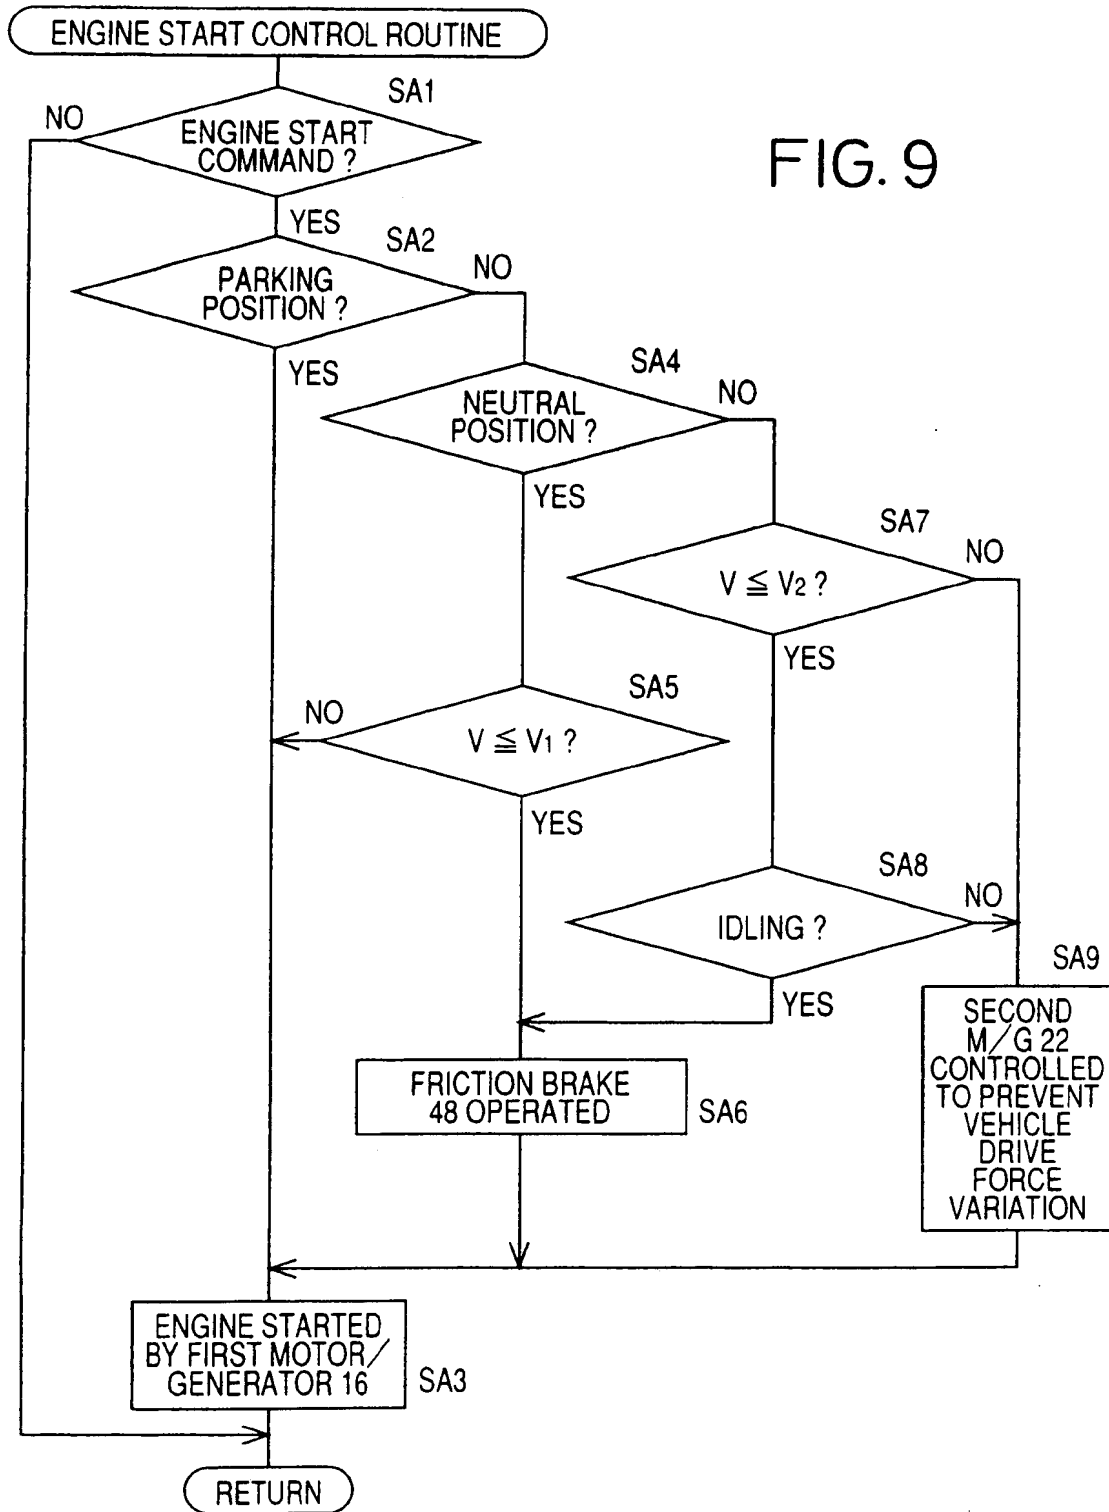 ENGINE START CONTROL ROUTINE
SA1
NO
ENGINE START
COMMAND ?
FIG. 9
YES
SA2
NO
PARKING
POSITION ?
YES
SA4
NO
NEUTRAL
POSITION ?
YES
SA7
NO
V ≦ V2 ?
YES
SA5
NO
V ≦ V1 ?
YES
SA8
NO
IDLING ?
YES
SA9
SECOND
M/G 22
CONTROLLED
TO PREVENT
VEHICLE
DRIVE
FORCE
VARIATION
FRICTION BRAKE
48 OPERATED
SA6
ENGINE STARTED
BY FIRST MOTOR/
GENERATOR 16
SA3
RETURN